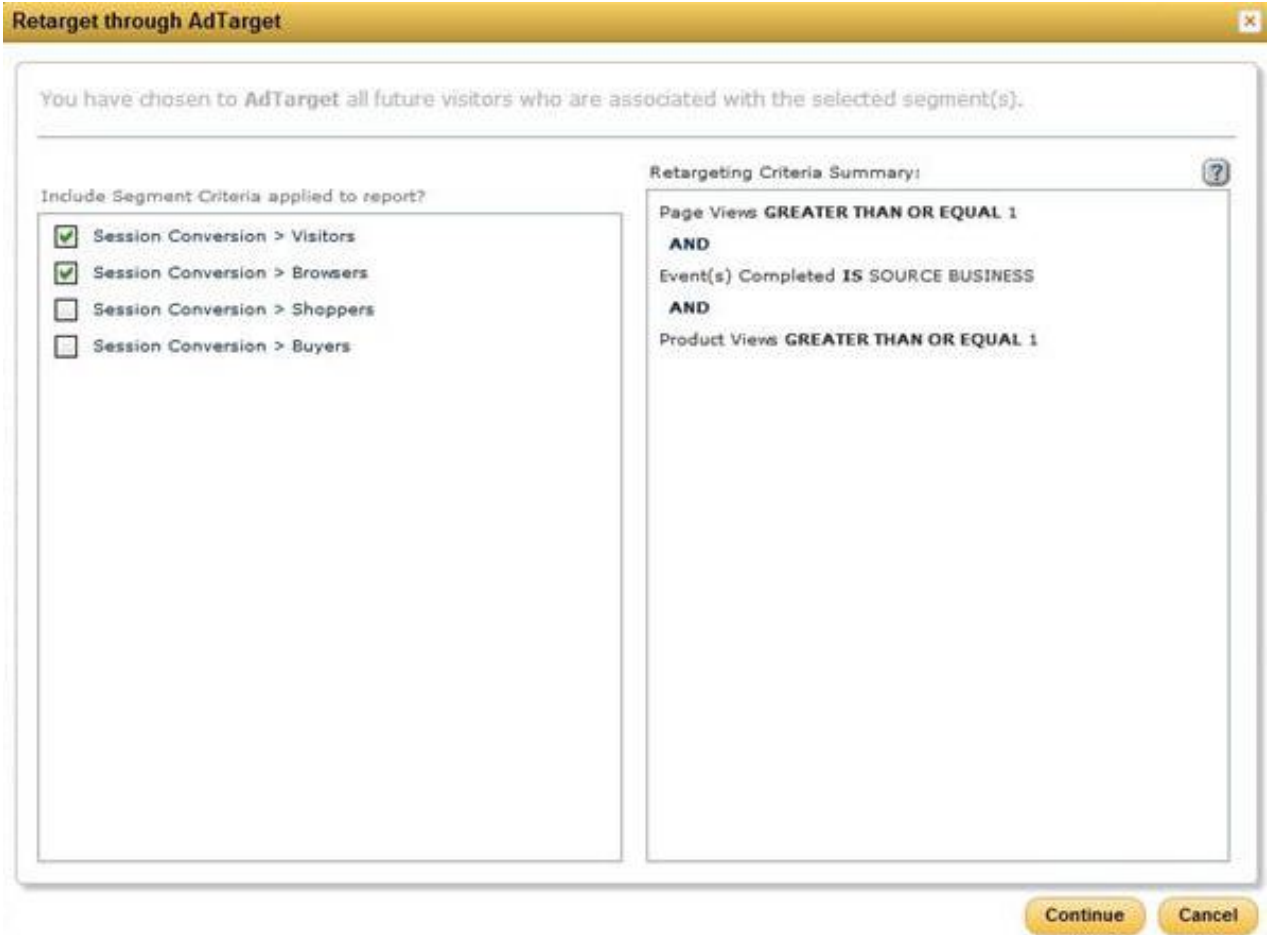 Retarget through AdTarget
You have chosen to AdTarget all future visitors who are associated with the selected segment(s).
Include Segment Criteria applied to report?
Session Conversion > Visitors
Session Conversion > Browsers
Session Conversion > Shoppers
Session Conversion > Buyers
Retargeting Criteria Summary:
?
Page Views GREATER THAN OR EQUAL 1
AND
Event(s) Completed IS SOURCE BUSINESS
AND
Product Views GREATER THAN OR EQUAL 1
Continue
Cancel